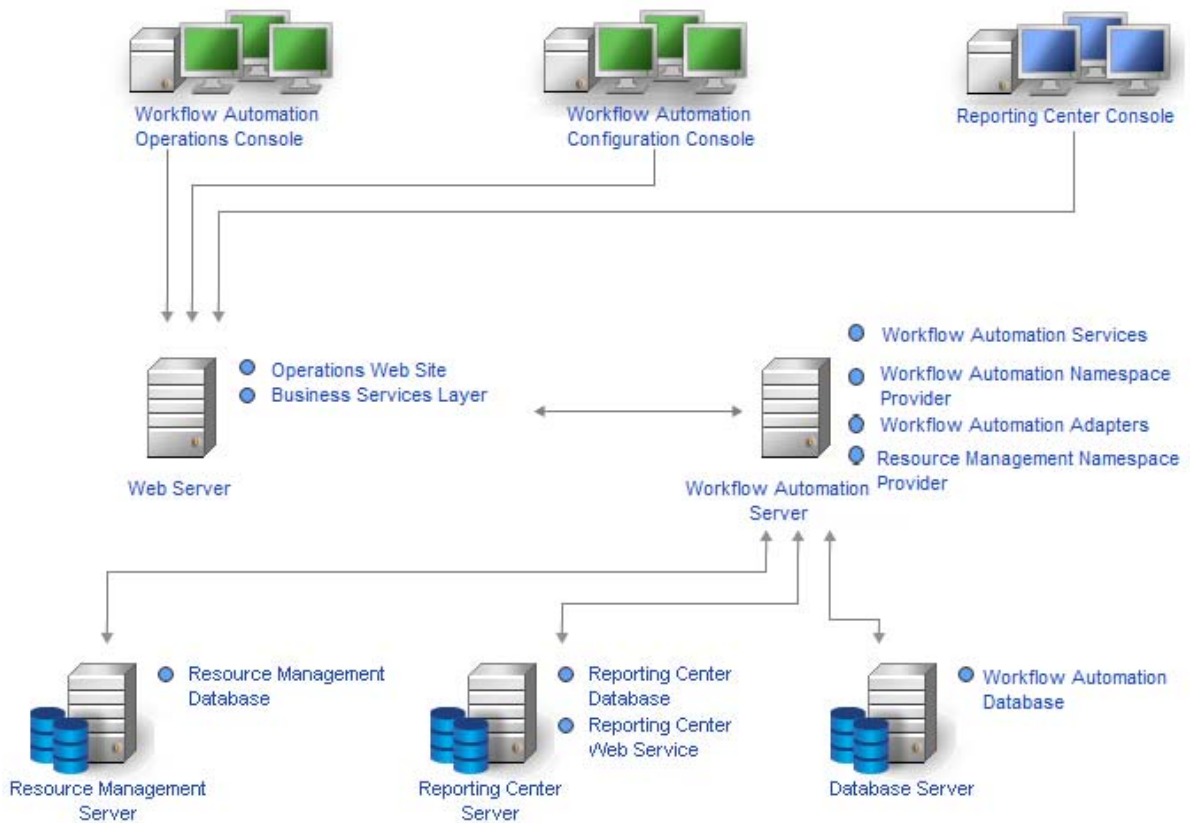 Workflow Automation
Operations Console
Workflow Automation
Configuration Console
Reporting Center Console
Operations Web Site
Business Services Layer
Web Server
Workflow Automation Services
Workflow Automation Namespace
Provider
Workflow Automation Adapters
Resource Management Namespace
Provider
Workflow Automation
Server
Resource Management
Database
Resource Management
Server
Reporting Center
Database
Reporting Center
Web Service
Reporting Center
Server
Workflow Automation
Database
Database Server